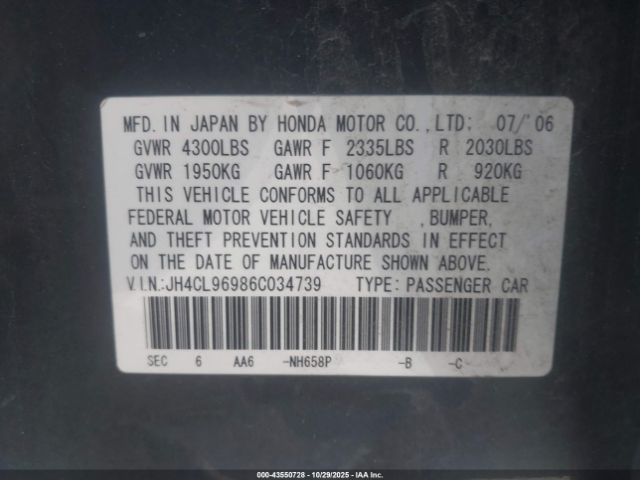 MFD. IN JAPAN BY HONDA MOTOR CO., LTD; 07/'06
GVWR 4300LBS GAWR F 2335LBS R 2030LBS
GVWR 1950KG GAWR F 1060KG R 920KG
THIS VEHICLE CONFORMS TO ALL APPLICABLE
FEDERAL MOTOR VEHICLE SAFETY , BUMPER,
AND THEFT PREVENTION STANDARDS IN EFFECT
ON THE DATE OF MANUFACTURE SHOWN ABOVE.
V.I.N.:JH4CL96986C034739 TYPE: PASSENGER CAR
SEC 6 AA6 -NH658P -B -C
000-43550728 - 10/29/2025 - IAAI.COM